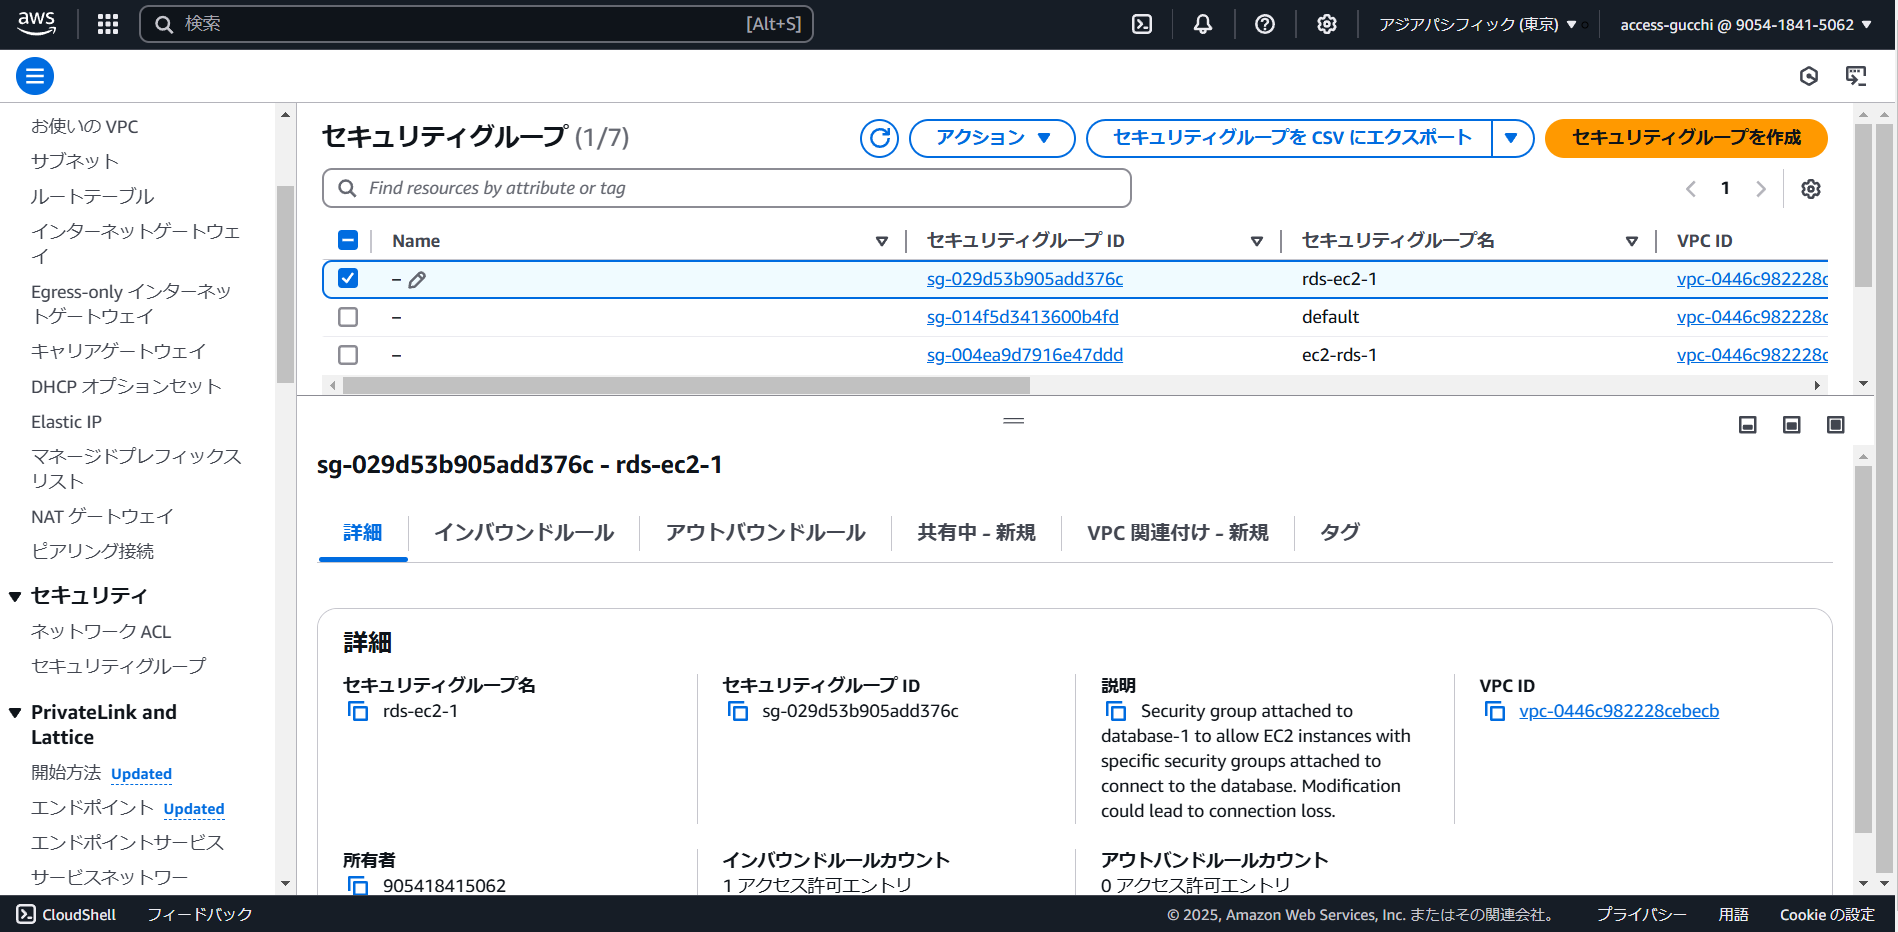 aws
検索
[Alt+S]
アジアパシフィック (東京) ▼
access-gucchi @ 9054-1841-5062 ▼
お使いの VPC
サブネット
ルートテーブル
インターネットゲートウェ
イ
Egress-only インターネッ
トゲートウェイ
キャリアゲートウェイ
DHCP オプションセット
Elastic IP
マネージドプレフィックス
リスト
NAT ゲートウェイ
ピアリング接続
▼ セキュリティ
ネットワーク ACL
セキュリティグループ
▼ PrivateLink and
Lattice
開始方法 Updated
エンドポイント Updated
エンドポイントサービス
サービスネットワー
セキュリティグループ (1/7)
アクション ▼
セキュリティグループを CSV にエクスポート ▼
セキュリティグループを作成
Find resources by attribute or tag
1
Name
セキュリティグループ ID
セキュリティグループ名
VPC ID
– sg-029d53b905add376c rds-ec2-1 vpc-0446c982228c
– sg-014f5d3413600b4fd default vpc-0446c982228c
– sg-004ea9d7916e47ddd ec2-rds-1 vpc-0446c982228c
sg-029d53b905add376c - rds-ec2-1
詳細
インバウンドルール
アウトバウンドルール
共有中 – 新規
VPC 関連付け – 新規
タグ
詳細
セキュリティグループ名
rds-ec2-1
セキュリティグループ ID
sg-029d53b905add376c
説明
Security group attached to
database-1 to allow EC2 instances with
specific security groups attached to
connect to the database. Modification
could lead to connection loss.
VPC ID
vpc-0446c982228cebecb
所有者
905418415062
インバウンドルールカウント
1 アクセス許可エントリ
アウトバンドルールカウント
0 アクセス許可エントリ
CloudShell
フィードバック
© 2025, Amazon Web Services, Inc. またはその関連会社。
プライバシー
用語
Cookie の設定